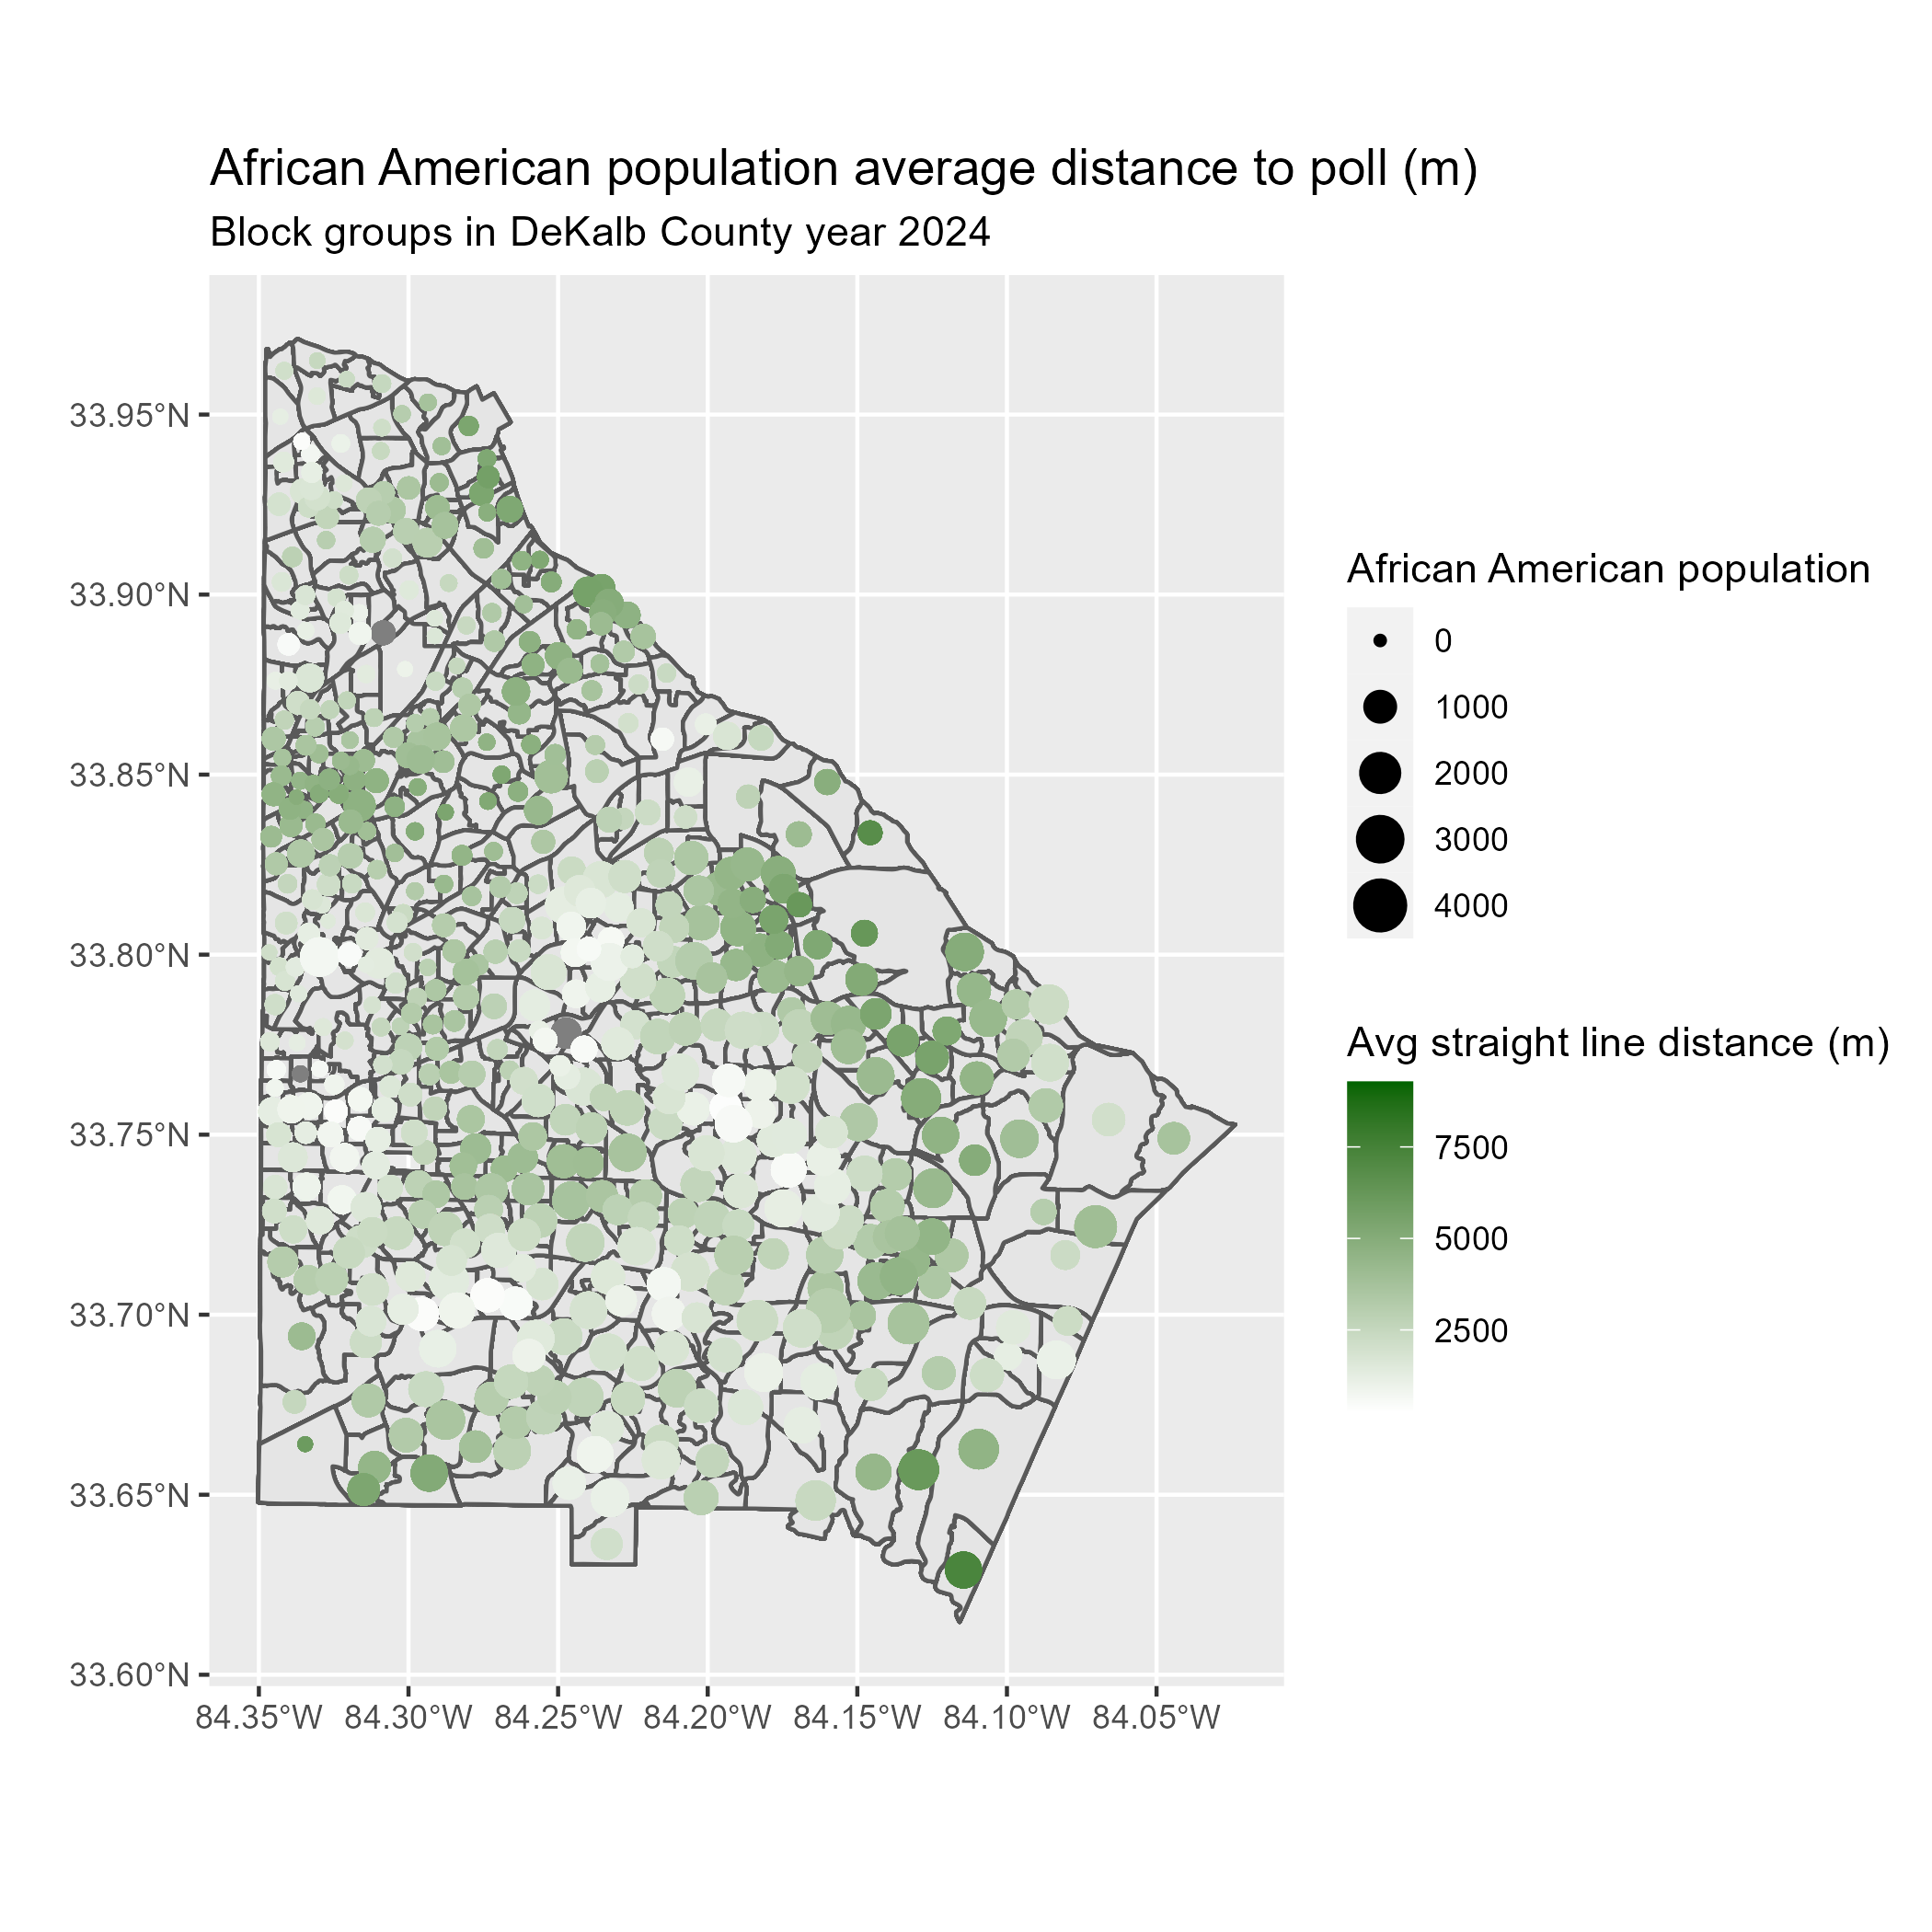 African American population average distance to poll (m)
Block groups in DeKalb County year 2024
33.95°N
33.90°N
33.85°N
33.80°N
33.75°N
33.70°N
33.65°N
33.60°N
84.35°W 84.30°W 84.25°W 84.20°W 84.15°W 84.10°W 84.05°W
African American population
0
1000
2000
3000
4000
Avg straight line distance (m)
7500
5000
2500